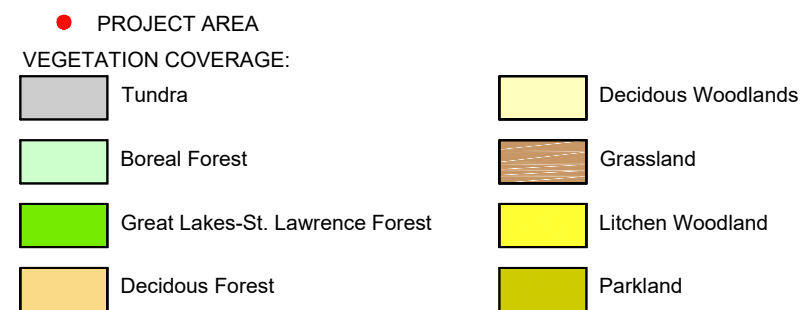 PROJECT AREA
VEGETATION COVERAGE:
Tundra
Boreal Forest
Great Lakes-St. Lawrence Forest
Decidous Forest
Decidous Woodlands
Grassland
Litchen Woodland
Parkland